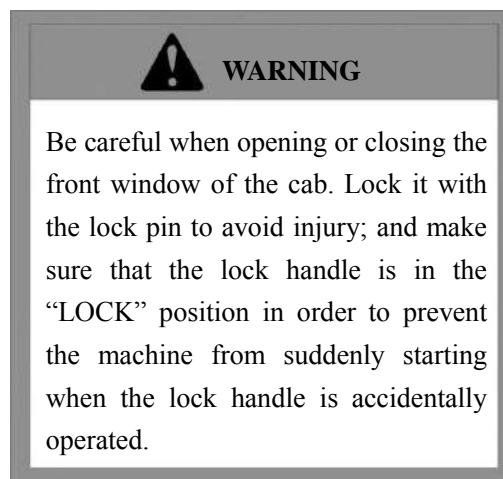 WARNING
Be careful when opening or closing the
front window of the cab. Lock it with
the lock pin to avoid injury; and make
sure that the lock handle is in the
“LOCK” position in order to prevent
the machine from suddenly starting
when the lock handle is accidentally
operated.